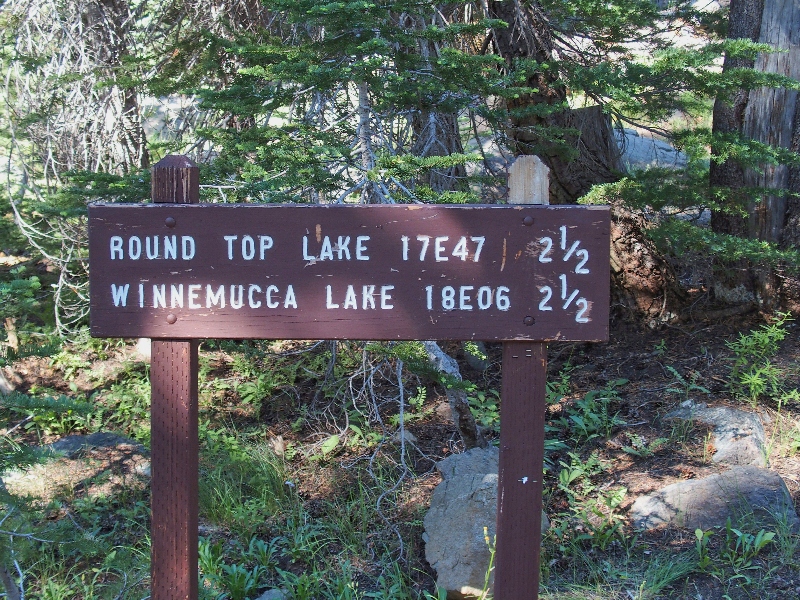 ROUND TOP LAKE 17E47 2½
WINNEMUCCA LAKE 18E06 2½